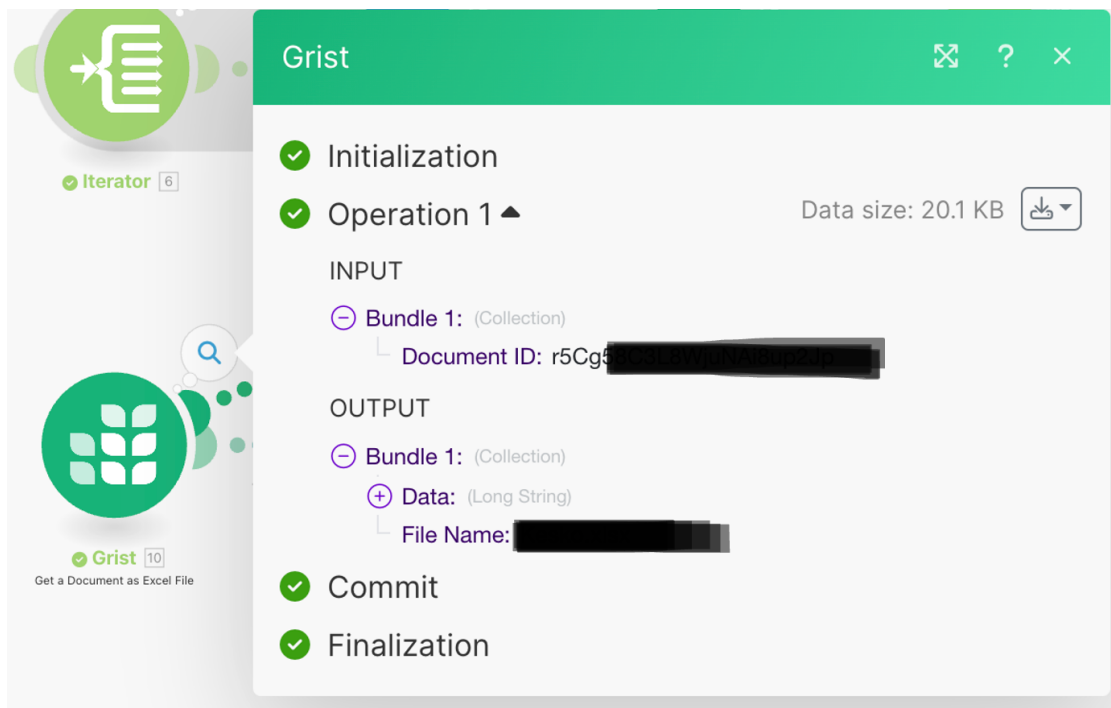 Grist
Initialization
Operation 1
Data size: 20.1 KB
INPUT
Bundle 1: (Collection)
Document ID: r5Cg
OUTPUT
Bundle 1: (Collection)
Data: (Long String)
File Name:
Commit
Finalization
Iterator 6
Grist 10
Get a Document as Excel File